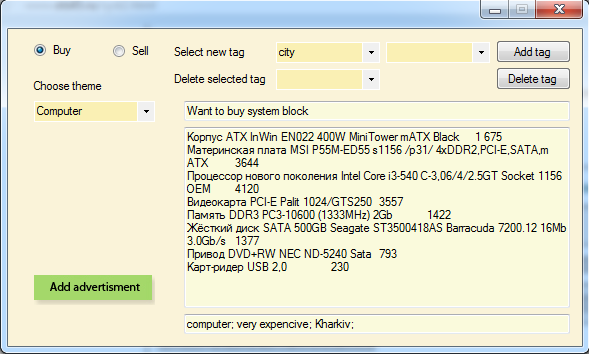 Buy Sell Select new tag city Add tag
Delete selected tag Delete tag
Choose theme
Computer
Want to buy system block
Корпус ATX InWin EN022 400W MiniTower mATX Black 1 675
Материнская плата MSI P55M-ED55 s1156 /p31/ 4xDDR2,PCI-E,SATA,m
ATX 3644
Процессор нового поколения Intel Core i3-540 C-3,06/4/2.5GT Socket 1156
OEM 4120
Видеокарта PCI-E Palit 1024/GTS250 3557
Память DDR3 PC3-10600 (1333MHz) 2Gb 1422
Жёсткий диск SATA 500GB Seagate ST3500418AS Barracuda 7200.12 16Mb
3.0Gb/s 1377
Привод DVD+RW NEC ND-5240 Sata 793
Карт-ридер USB 2,0 230
Add advertisment
computer; very expencive; Kharkiv;